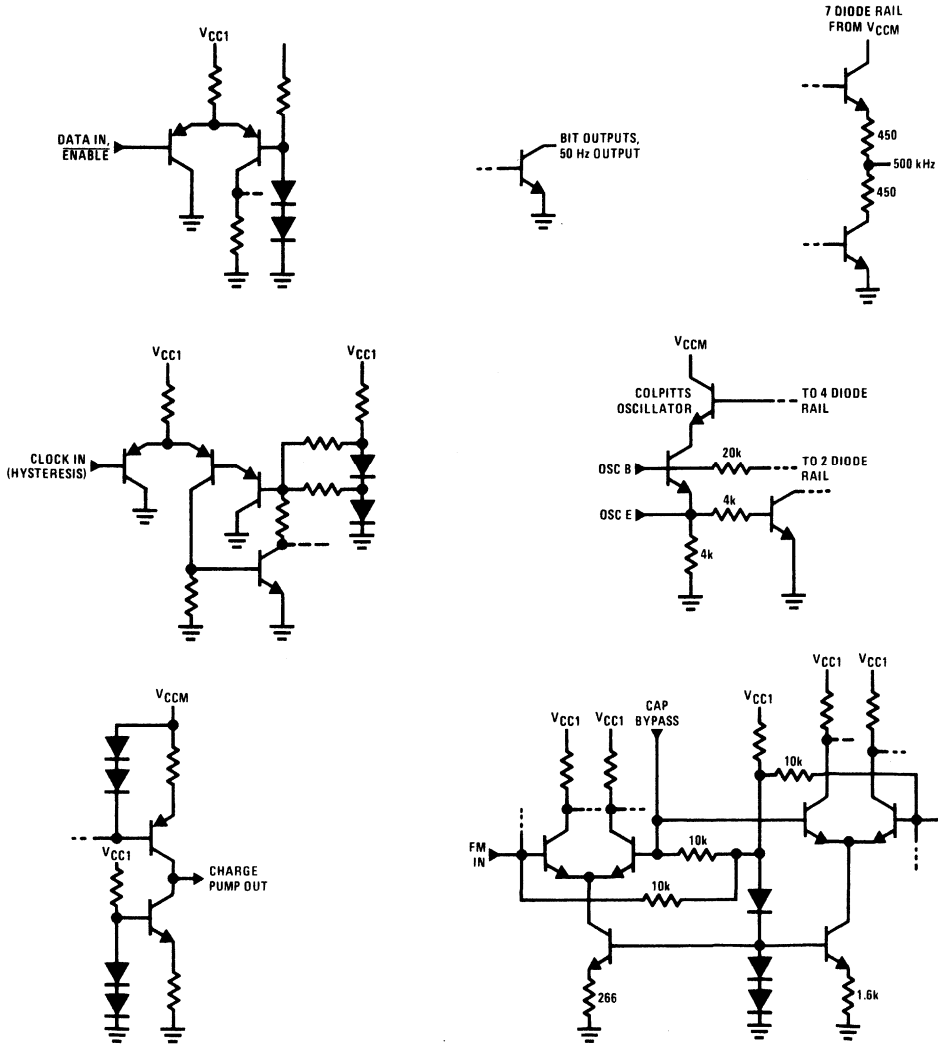 VCC1
DATA IN,
ENABLE
BIT OUTPUTS,
50 Hz OUTPUT
7 DIODE RAIL
FROM VCCM
450
500 kHz
450
VCC1
VCC1
CLOCK IN
(HYSTERESIS)
VCCM
COLPITTS
OSCILLATOR
TO 4 DIODE
RAIL
OSC B
20k
TO 2 DIODE
RAIL
OSC E
4k
4k
VCCM
VCC1
CHARGE
PUMP OUT
VCC1
VCC1
CAP
BYPASS
VCC1
VCC1
VCC1
10k
FM
IN
10k
10k
266
1.6k